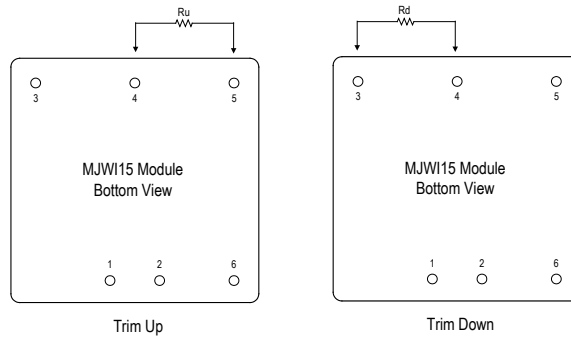 Ru
Rd
3 4 5
3 4 5
MJWI15 Module
Bottom View
MJWI15 Module
Bottom View
1 2 6
1 2 6
Trim Up
Trim Down